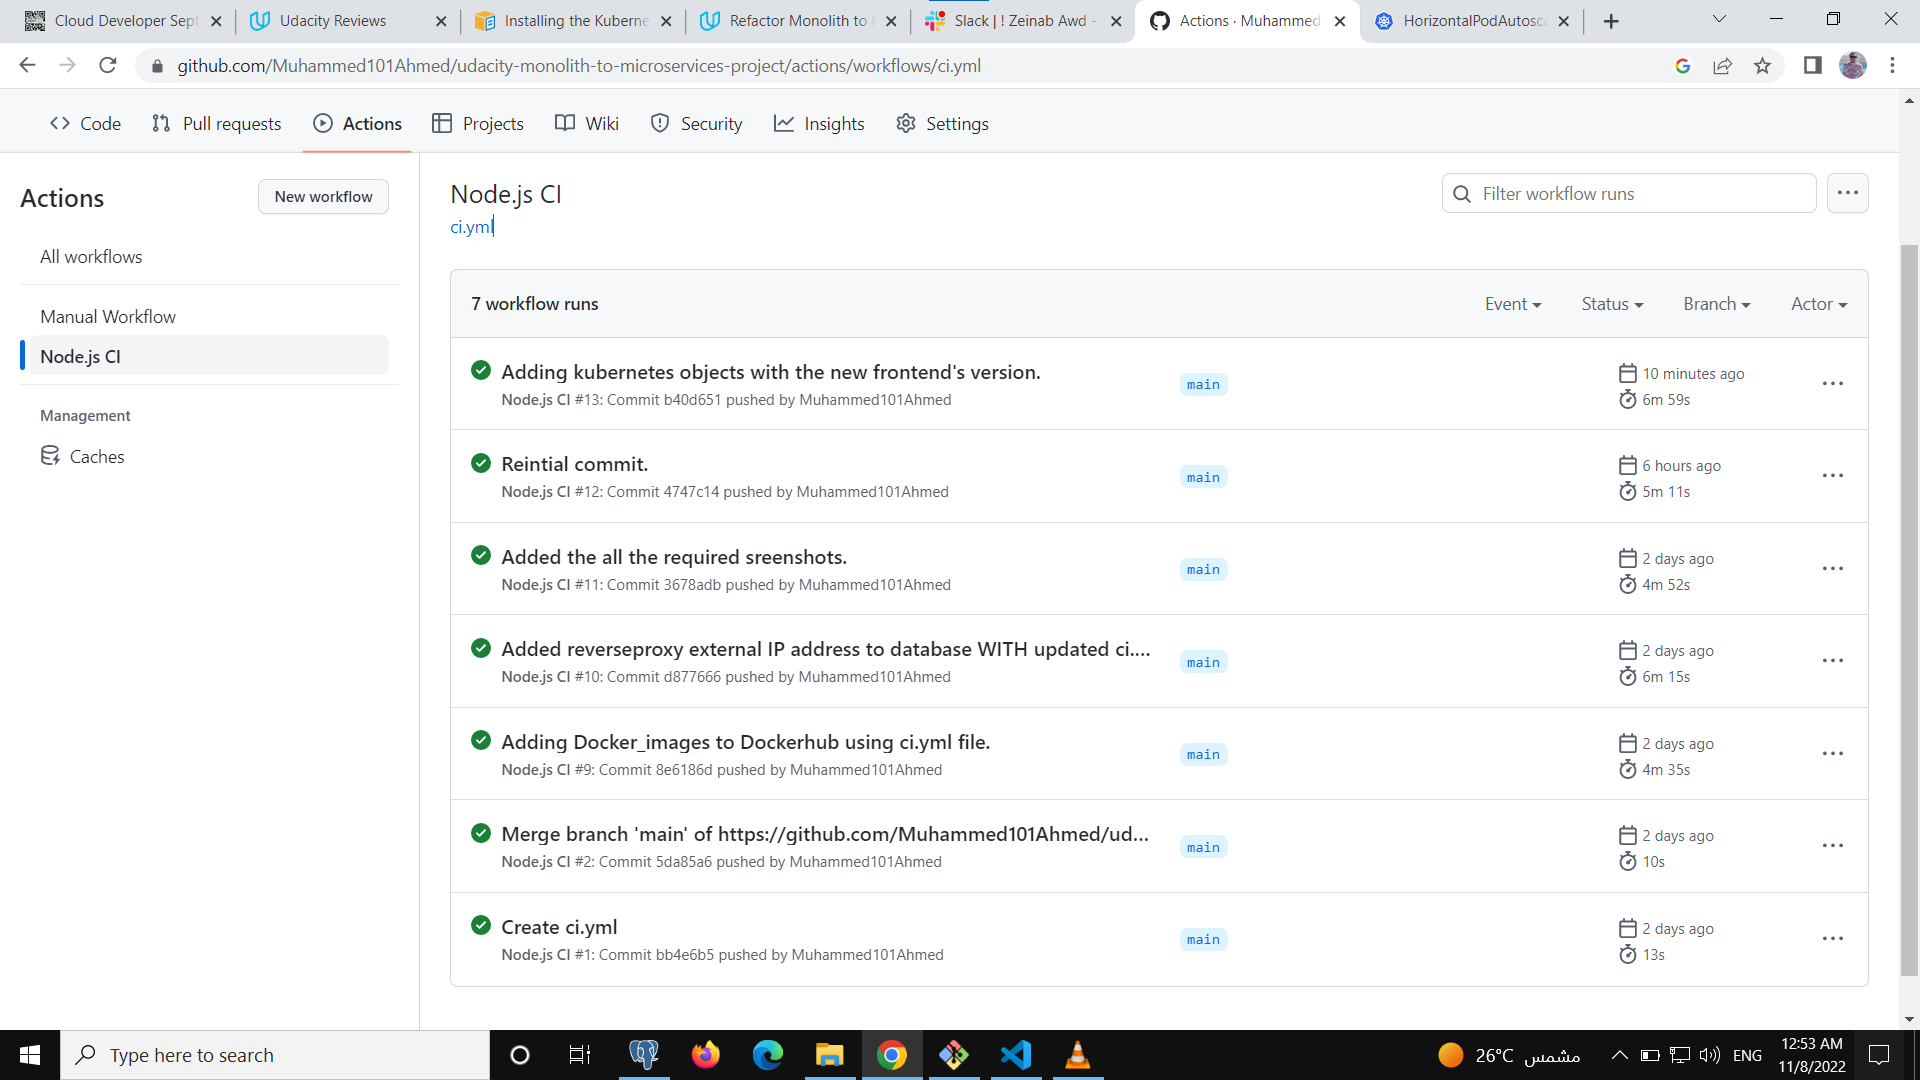 Cloud Developer Sept
Udacity Reviews
Installing the Kuberne
Refactor Monolith to
Slack | ! Zeinab Awd -
Actions · Muhammed
HorizontalPodAutosca
github.com/Muhammed101Ahmed/udacity-monolith-to-microservices-project/actions/workflows/ci.yml
Code
Pull requests
Actions
Projects
Wiki
Security
Insights
Settings
Actions
New workflow
All workflows
Manual Workflow
Node.js CI
Management
Caches
Node.js CI
ci.yml
Filter workflow runs
7 workflow runs
Event
Status
Branch
Actor
Adding kubernetes objects with the new frontend's version.
Node.js CI #13: Commit b40d651 pushed by Muhammed101Ahmed
main
10 minutes ago
6m 59s
Reintial commit.
Node.js CI #12: Commit 4747c14 pushed by Muhammed101Ahmed
main
6 hours ago
5m 11s
Added the all the required sreenshots.
Node.js CI #11: Commit 3678adb pushed by Muhammed101Ahmed
main
2 days ago
4m 52s
Added reverseproxy external IP address to database WITH updated ci....
Node.js CI #10: Commit d877666 pushed by Muhammed101Ahmed
main
2 days ago
6m 15s
Adding Docker_images to Dockerhub using ci.yml file.
Node.js CI #9: Commit 8e6186d pushed by Muhammed101Ahmed
main
2 days ago
4m 35s
Merge branch 'main' of https://github.com/Muhammed101Ahmed/ud...
Node.js CI #2: Commit 5da85a6 pushed by Muhammed101Ahmed
main
2 days ago
10s
Create ci.yml
Node.js CI #1: Commit bb4e6b5 pushed by Muhammed101Ahmed
main
2 days ago
13s
Type here to search
26°C مشمس
ENG
12:53 AM
11/8/2022